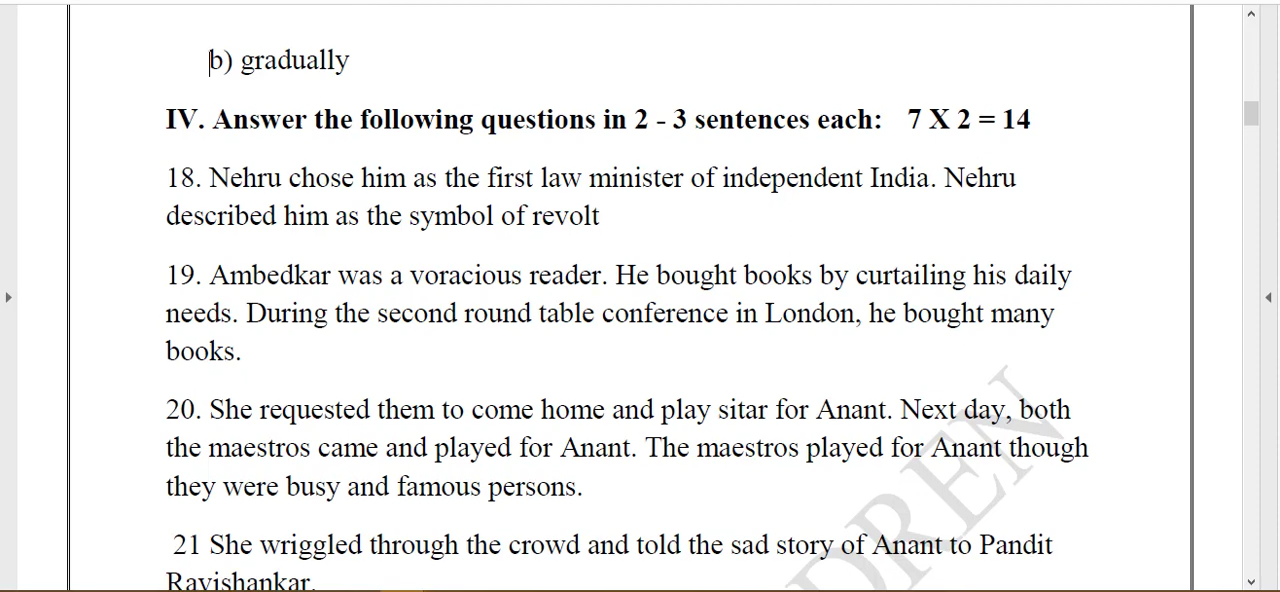 b) gradually
IV. Answer the following questions in 2 - 3 sentences each: 7 X 2 = 14
18. Nehru chose him as the first law minister of independent India. Nehru
described him as the symbol of revolt
19. Ambedkar was a voracious reader. He bought books by curtailing his daily
needs. During the second round table conference in London, he bought many
books.
20. She requested them to come home and play sitar for Anant. Next day, both
the maestros came and played for Anant. The maestros played for Anant though
they were busy and famous persons.
21 She wriggled through the crowd and told the sad story of Anant to Pandit
Ravishankar.
DREN